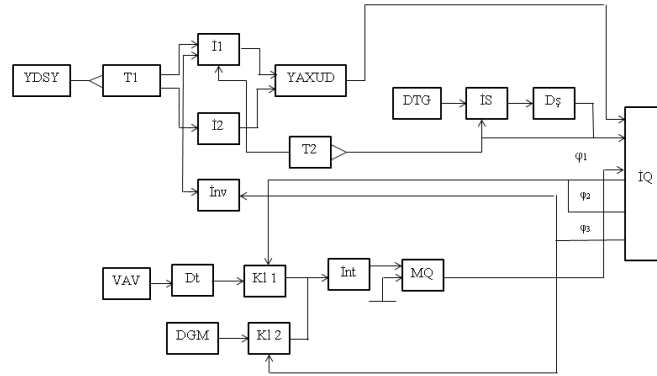 İ1
YDSY
T1
YAXUD
DTG
İS
Dş
İ2
T2
φ1
İQ
İnv
φ2
φ3
VAV
Dt
Kl 1
İnt
MQ
DGM
Kl 2